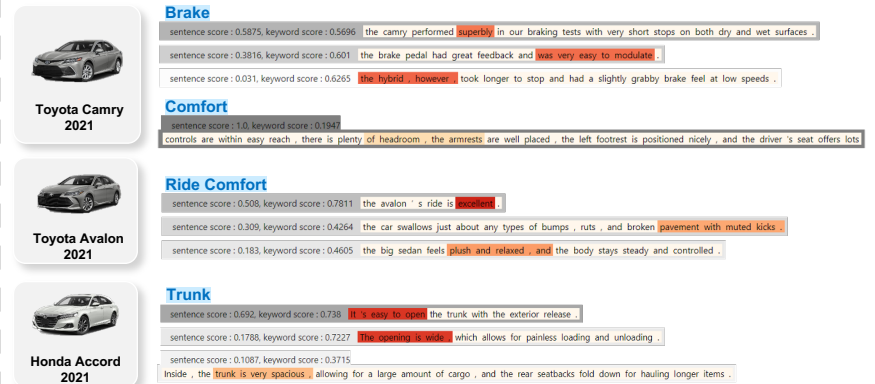 Brake
sentence score : 0.5875, keyword score : 0.5696 the camry performed superbly in our braking tests with very short stops on both dry and wet surfaces .
sentence score : 0.3816, keyword score : 0.601 the brake pedal had great feedback and was very easy to modulate .
sentence score : 0.031, keyword score : 0.6265 the hybrid , however , took longer to stop and had a slightly grabby brake feel at low speeds .
Toyota Camry
2021
Comfort
sentence score : 1.0, keyword score : 0.1947
controls are within easy reach , there is plenty of headroom , the armrests are well placed , the left footrest is positioned nicely , and the driver 's seat offers lots
Ride Comfort
sentence score : 0.508, keyword score : 0.7811 the avalon ' s ride is excellent .
sentence score : 0.309, keyword score : 0.4264 the car swallows just about any types of bumps , ruts , and broken pavement with muted kicks .
sentence score : 0.183, keyword score : 0.4605 the big sedan feels plush and relaxed , and the body stays steady and controlled .
Toyota Avalon
2021
Trunk
sentence score : 0.692, keyword score : 0.738 It 's easy to open the trunk with the exterior release .
sentence score : 0.1788, keyword score : 0.7227 The opening is wide , which allows for painless loading and unloading .
sentence score : 0.1087, keyword score : 0.3715
Inside , the trunk is very spacious , allowing for a large amount of cargo , and the rear seatbacks fold down for hauling longer items .
Honda Accord
2021